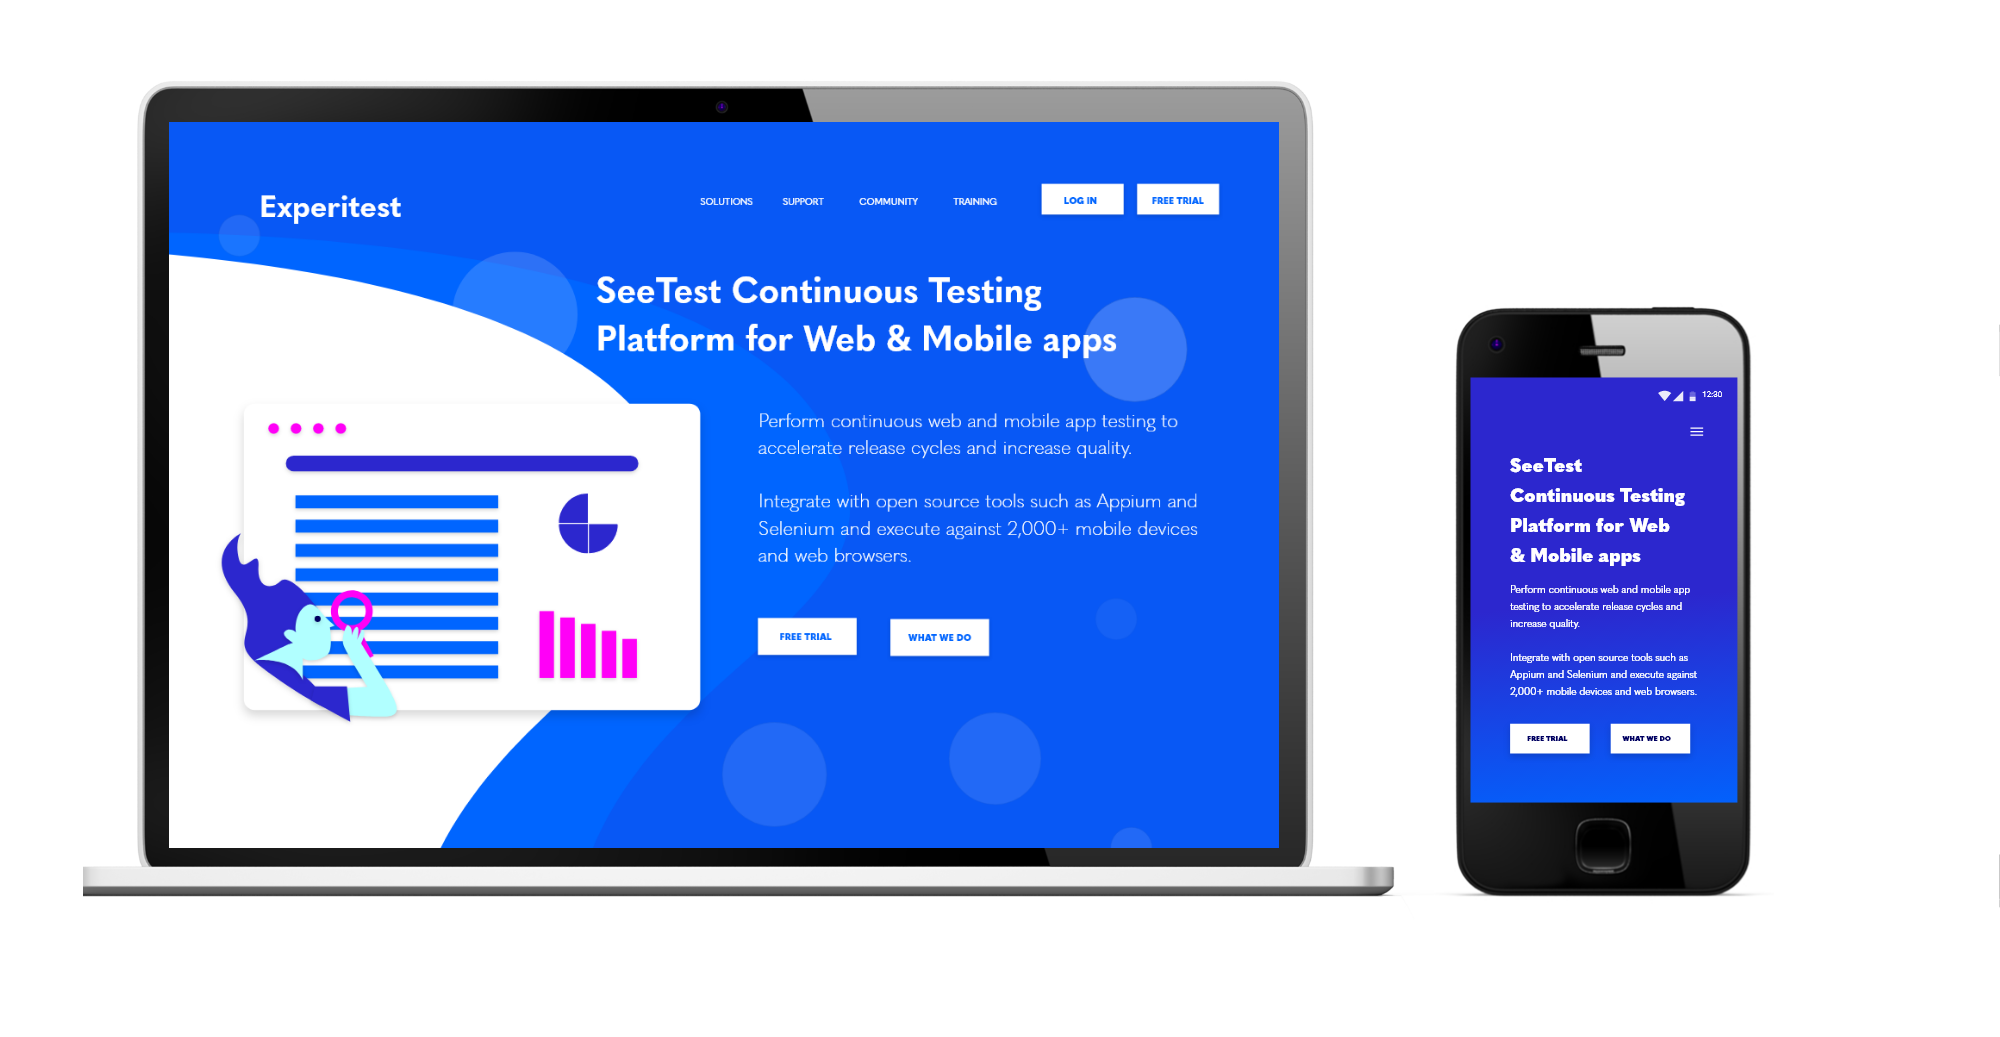 Experitest
SOLUTIONS SUPPORT COMMUNITY TRAINING LOG IN FREE TRIAL
SeeTest Continuous Testing
Platform for Web & Mobile apps
Perform continuous web and mobile app testing to
accelerate release cycles and increase quality.
Integrate with open source tools such as Appium and
Selenium and execute against 2,000+ mobile devices
and web browsers.
FREE TRIAL WHAT WE DO
12:30
SeeTest
Continuous Testing
Platform for Web
& Mobile apps
Perform continuous web and mobile app
testing to accelerate release cycles and
increase quality.
Integrate with open source tools such as
Appium and Selenium and execute against
2,000+ mobile devices and web browsers.
FREE TRIAL WHAT WE DO